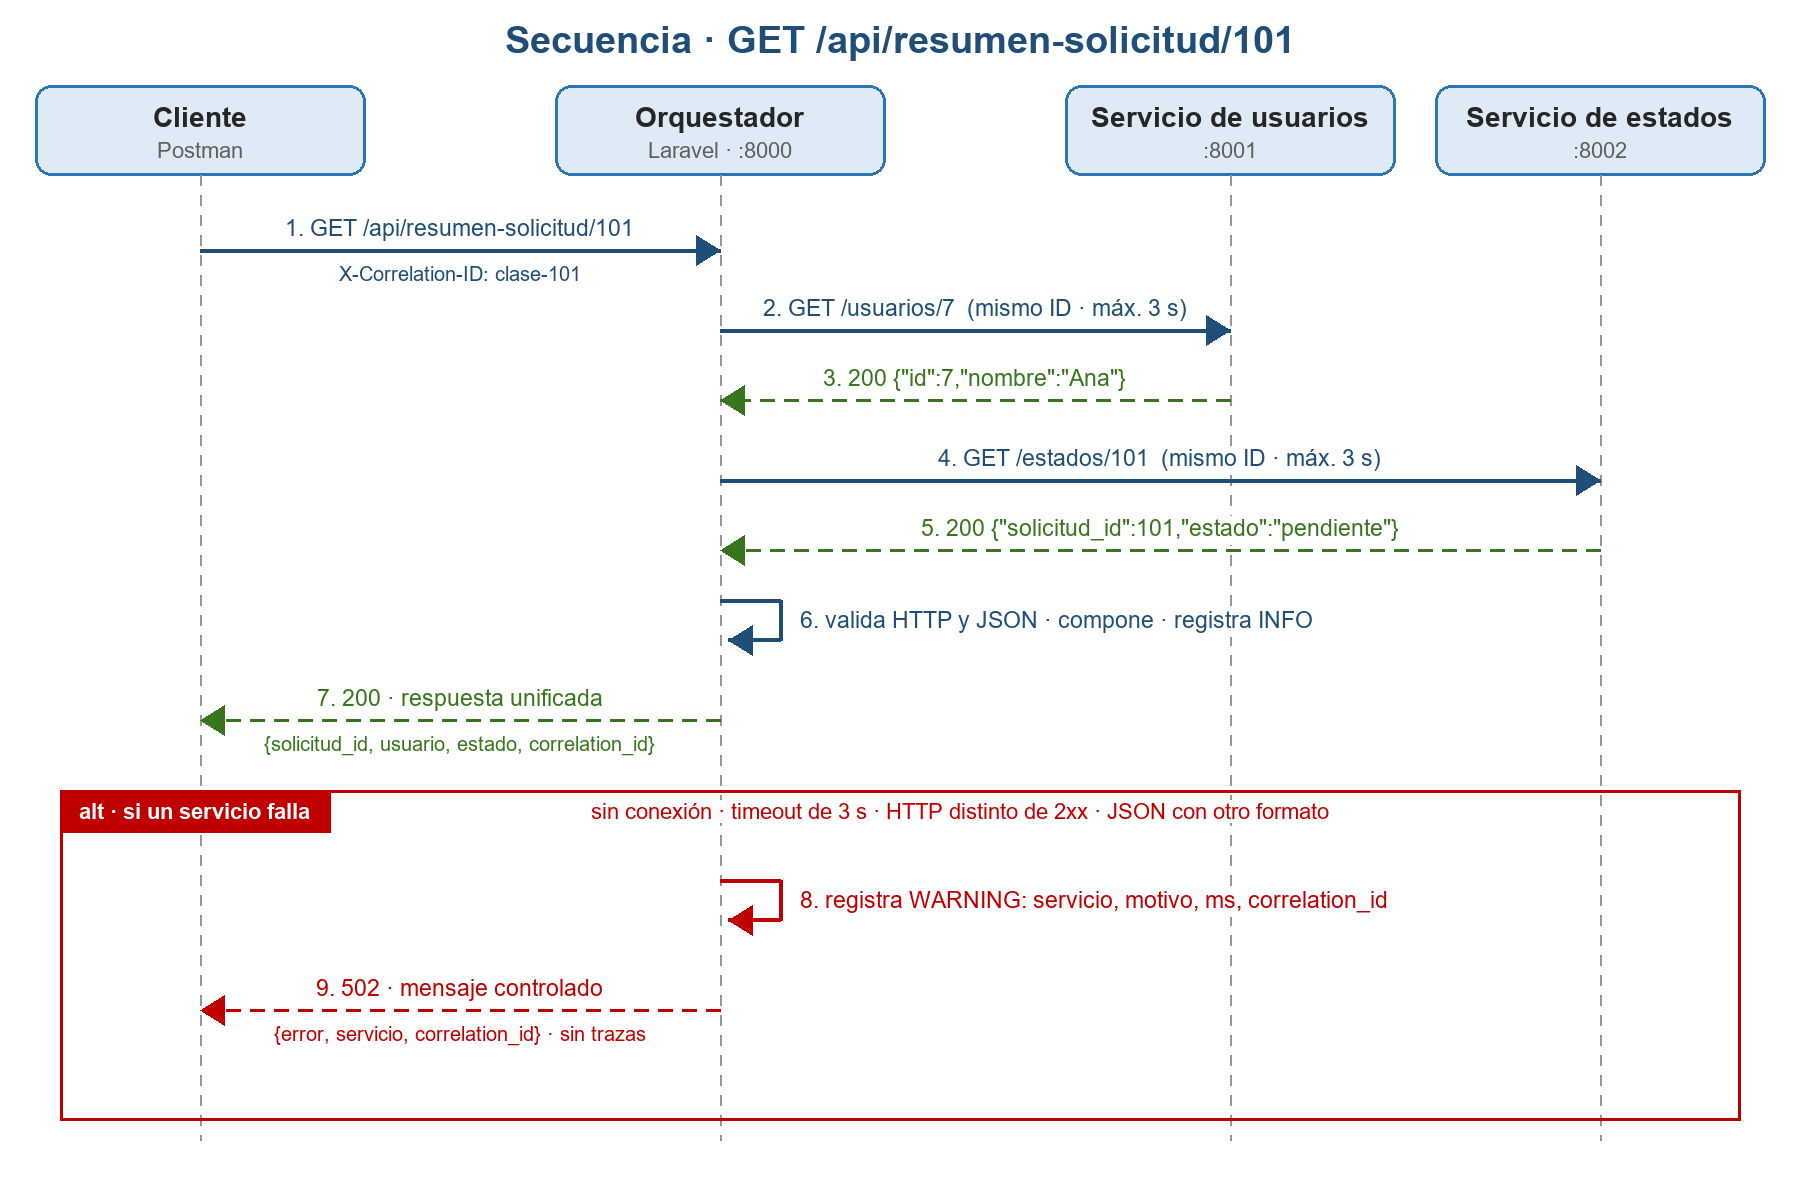 Secuencia · GET /api/resumen-solicitud/101
Cliente
Postman
Orquestador
Laravel · :8000
Servicio de usuarios
:8001
Servicio de estados
:8002
1. GET /api/resumen-solicitud/101
X-Correlation-ID: clase-101
2. GET /usuarios/7 (mismo ID · máx. 3 s)
3. 200 {"id":7,"nombre":"Ana"}
4. GET /estados/101 (mismo ID · máx. 3 s)
5. 200 {"solicitud_id":101,"estado":"pendiente"}
6. valida HTTP y JSON · compone · registra INFO
7. 200 · respuesta unificada
{solicitud_id, usuario, estado, correlation_id}
alt · si un servicio falla
sin conexión · timeout de 3 s · HTTP distinto de 2xx · JSON con otro formato
8. registra WARNING: servicio, motivo, ms, correlation_id
9. 502 · mensaje controlado
{error, servicio, correlation_id} · sin trazas